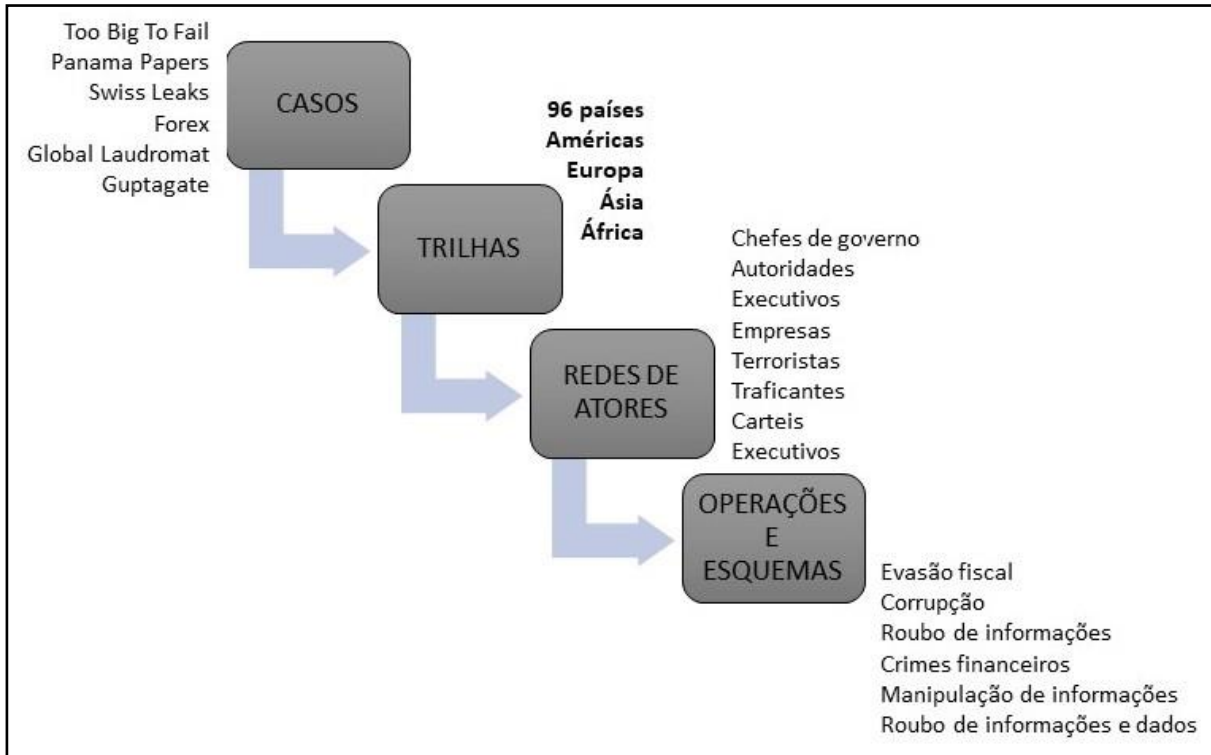 Too Big To Fail
Panama Papers
Swiss Leaks
Forex
Global Laudromat
Guptagate
CASOS
96 países
Américas
Europa
Ásia
África
TRILHAS
Chefes de governo
Autoridades
Executivos
Empresas
Terroristas
Traficantes
Carteis
Executivos
REDES DE
ATORES
OPERAÇÕES
E
ESQUEMAS
Evasão fiscal
Corrupção
Roubo de informações
Crimes financeiros
Manipulação de informações
Roubo de informações e dados